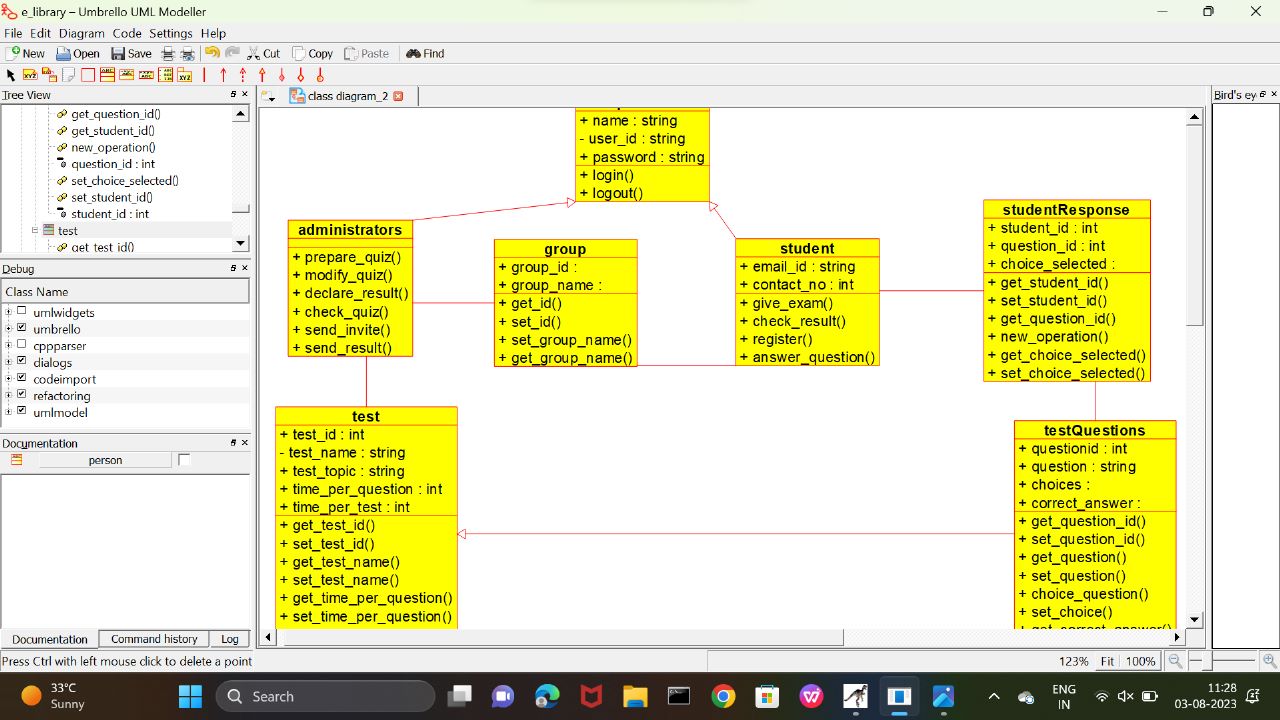 e_library – Umbrello UML Modeller
File Edit Diagram Code Settings Help
New Open Save Cut Copy Paste Find
Tree View
get_question_id()
get_student_id()
new_operation()
question_id : int
set_choice_selected()
set_student_id()
student_id : int
test
get_test_id()
Debug
Class Name
umlwidgets
umbrello
cppparser
dialogs
codeimport
refactoring
umlmodel
Documentation
person
Documentation Command history Log
class diagram_2
+ name : string
- user_id : string
+ password : string
+ login()
+ logout()
administrators
+ prepare_quiz()
+ modify_quiz()
+ declare_result()
+ check_quiz()
+ send_invite()
+ send_result()
group
+ group_id :
+ group_name :
+ get_id()
+ set_id()
+ set_group_name()
+ get_group_name()
student
+ email_id : string
+ contact_no : int
+ give_exam()
+ check_result()
+ register()
+ answer_question()
studentResponse
+ student_id : int
+ question_id : int
+ choice_selected :
+ get_student_id()
+ set_student_id()
+ get_question_id()
+ new_operation()
+ get_choice_selected()
+ set_choice_selected()
test
+ test_id : int
- test_name : string
+ test_topic : string
+ time_per_question : int
+ time_per_test : int
+ get_test_id()
+ set_test_id()
+ get_test_name()
+ set_test_name()
+ get_time_per_question()
+ set_time_per_question()
testQuestions
+ questionid : int
+ question : string
+ choices :
+ correct_answer :
+ get_question_id()
+ set_question_id()
+ get_question()
+ set_question()
+ choice_question()
+ set_choice()
+ get_correct_answer()
Bird's ey
Press Ctrl with left mouse click to delete a point
123% Fit 100%
33°C
Sunny
Search
ENG
IN
11:28
03-08-2023